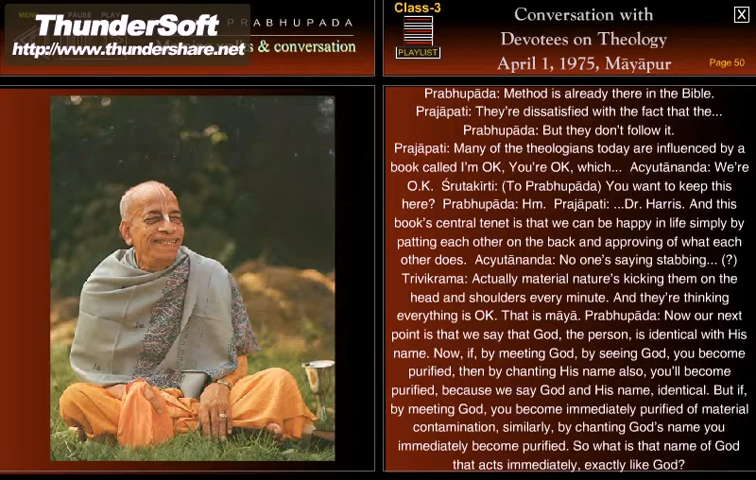 MENU PAUSE PLAY
PRABHUPADA
ThunderSoft
http://www.thundershare.net
& conversation
Class-3
PLAYLIST
Conversation with
Devotees on Theology
April 1, 1975, Māyāpur
X
Page 50
Prabhupāda: Method is already there in the Bible.
Prajāpati: They're dissatisfied with the fact that the...
Prabhupāda: But they don't follow it.
Prajāpati: Many of the theologians today are influenced by a
book called I'm OK, You're OK, which... Acyutānanda: We're
O.K. Śrutakīrti: (To Prabhupāda) You want to keep this
here? Prabhupāda: Hm. Prajāpati: ...Dr. Harris. And this
book's central tenet is that we can be happy in life simply by
patting each other on the back and approving of what each
other does. Acyutānanda: No one's saying stabbing... (?)
Trivikrama: Actually material nature's kicking them on the
head and shoulders every minute. And they're thinking
everything is OK. That is māyā. Prabhupāda: Now our next
point is that we say that God, the person, is identical with His
name. Now, if, by meeting God, by seeing God, you become
purified, then by chanting His name also, you'll become
purified, because we say God and His name, identical. But if,
by meeting God, you become immediately purified of material
contamination, similarly, by chanting God's name you
immediately become purified. So what is that name of God
that acts immediately, exactly like God?